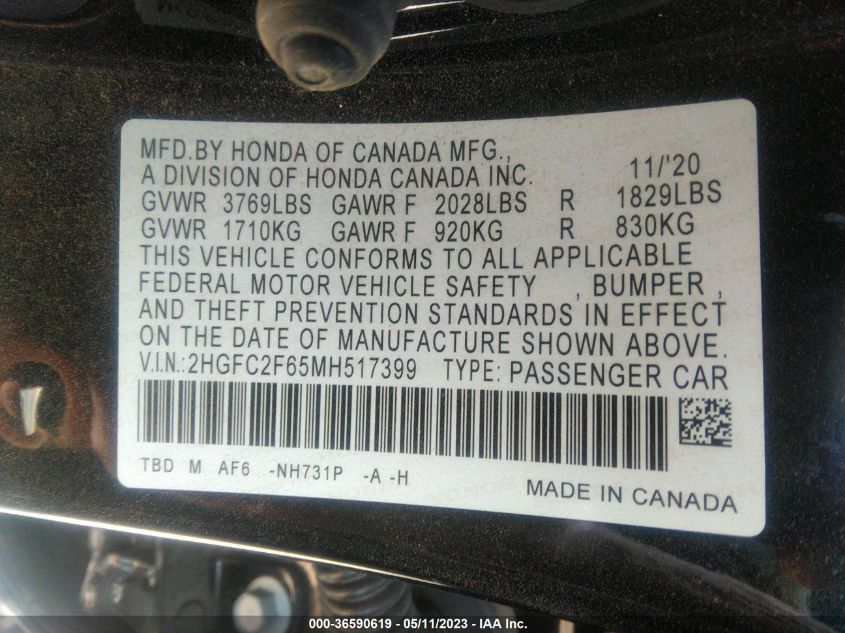 MFD.BY HONDA OF CANADA MFG.,
A DIVISION OF HONDA CANADA INC. 11/'20
GVWR 3769LBS GAWR F 2028LBS R 1829LBS
GVWR 1710KG GAWR F 920KG R 830KG
THIS VEHICLE CONFORMS TO ALL APPLICABLE
FEDERAL MOTOR VEHICLE SAFETY , BUMPER ,
AND THEFT PREVENTION STANDARDS IN EFFECT
ON THE DATE OF MANUFACTURE SHOWN ABOVE.
V.I.N.:2HGFC2F65MH517399 TYPE: PASSENGER CAR
TBD M AF6 -NH731P -A -H
MADE IN CANADA
000-36590619 - 05/11/2023 - IAA Inc.